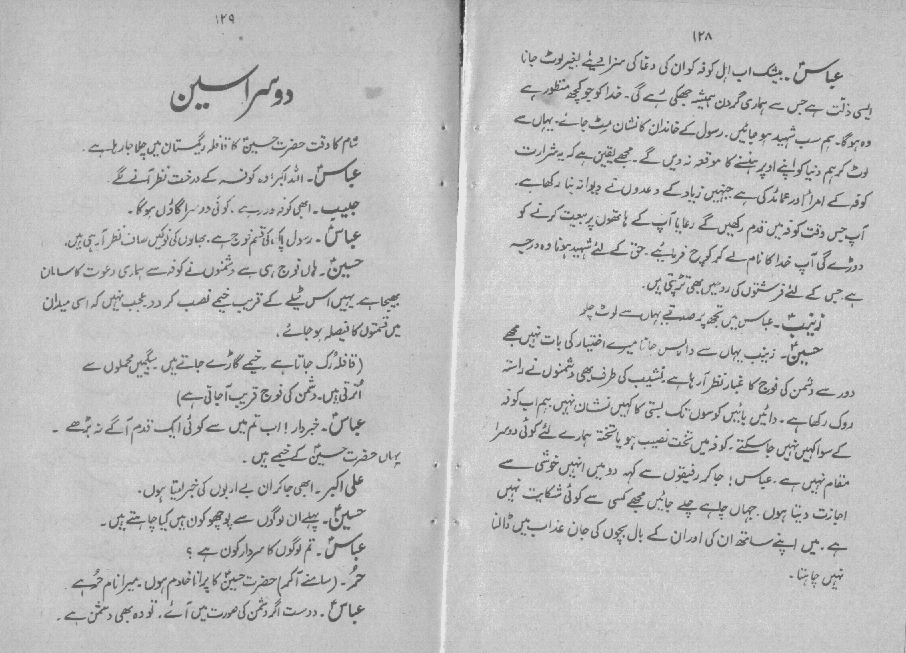 ۱۲۸
عباسؑ۔ بیشک اب اہل کوفہ کو ان کی دغا کی سزا دیئے بغیر لوٹ جانا
ایسی ذلت ہے جس سے ہماری گردن ہمیشہ جھکی رہے گی۔ خدا کو جو کچھ منظور ہے
وہ ہوگا۔ ہم سب شہید ہو جائیں۔ رسول کے خاندان کا نشان مٹ جائے۔ یہاں سے
لوٹ کر ہم دنیا کو اپنے اوپر ہنسنے کا موقعہ نہ دیں گے۔ مجھے یقین ہے کہ یہ شرارت
کوفہ کے امرا اور عمائد کی ہے جنہیں زیاد کے وعدوں نے دیوانہ بنا رکھا ہے۔
آپ جس وقت کوفہ میں قدم رکھیں گے رعایا آپ کے ہاتھوں پر بیعت کرنے کو
دوڑے گی آپ خدا کا نام لے کر کوچ فرمائیے۔ حق کے لئے شہید ہونا وہ درجہ
ہے جس کے لئے فرشتوں کی روحیں بھی تڑپتی ہیں۔
زینبؑ۔ عباس میں تجھ پر صدقے یہاں سے لوٹ چلو
حسینؑ۔ زینب یہاں سے واپس جانا میرے اختیار کی بات نہیں مجھے
دور سے دشمن کی فوج کا غبار نظر آرہا ہے۔ نشیب کی طرف بھی دشمنوں نے راستہ
روک رکھا ہے۔ دائیں بائیں کوسوں تک بستی کا کہیں نشان نہیں۔ ہم اب کوفہ
کے سوا کہیں نہیں جاسکتے۔ کوفہ میں تخت نصیب ہو یا تختہ ہمارے لئے کوئی دوسرا
مقام نہیں ہے۔ عباس! جا کر رفیقوں سے کہہ دو میں انہیں خوشی سے
اجازت دیتا ہوں۔ جہاں چاہے چلے جائیں مجھے کسی سے کوئی شکایت نہیں
ہے۔ میں اپنے ساتھ ان کی اور ان کے بال بچوں کی جان عذاب میں ڈالنا
نہیں چاہتا۔
۱۲۹
دوسرا سین
شام کا وقت حضرت حسینؑ کا قافلہ ریگستان میں چلا جا رہا ہے۔
عباسؑ۔ اللہ اکبر! وہ کوفہ کے درخت نظر آنے لگے
حبیب۔ ابھی کوفہ دور ہے۔ کوئی دوسرا گاؤں ہوگا۔
عباسؑ۔ رسول پاک کی قسم فوج ہے۔ بھالوں کی نوکیں صاف نظر آرہی ہیں۔
حسینؑ۔ ہاں فوج ہی ہے دشمنوں نے کوفہ سے ہماری دعوت کا سامان
بھیجا ہے۔ یہیں اس ٹیلے کے قریب خیمے نصب کردو۔ عجب نہیں کہ اسی میدان
میں قسمتوں کا فیصلہ ہو جائے۔
(قافلہ رک جاتا ہے خیمے گاڑے جاتے ہیں۔ بیگمیں محملوں سے
اترتی ہیں۔ دشمن کی فوج قریب آجاتی ہے)
عباسؑ۔ خبردار! اب تم میں سے کوئی ایک قدم آگے نہ بڑھے۔
یہاں حضرت حسینؑ کے خیمے ہیں۔
علی اکبر۔ ابھی جا کر ان بے ادبوں کی خبر لیتا ہوں۔
حسینؑ۔ پہلے ان لوگوں سے پوچھو کون ہیں کیا چاہتے ہیں۔
عباسؑ۔ تم لوگوں کا سردار کون ہے؟
حر۔ (سامنے آکر) حضرت حسینؑ کا پرانا خادم ہوں۔ میرا نام حر ہے
عباسؑ۔ دوست اگر دشمن کی صورت میں آئے۔ تو وہ بھی دشمن ہے۔